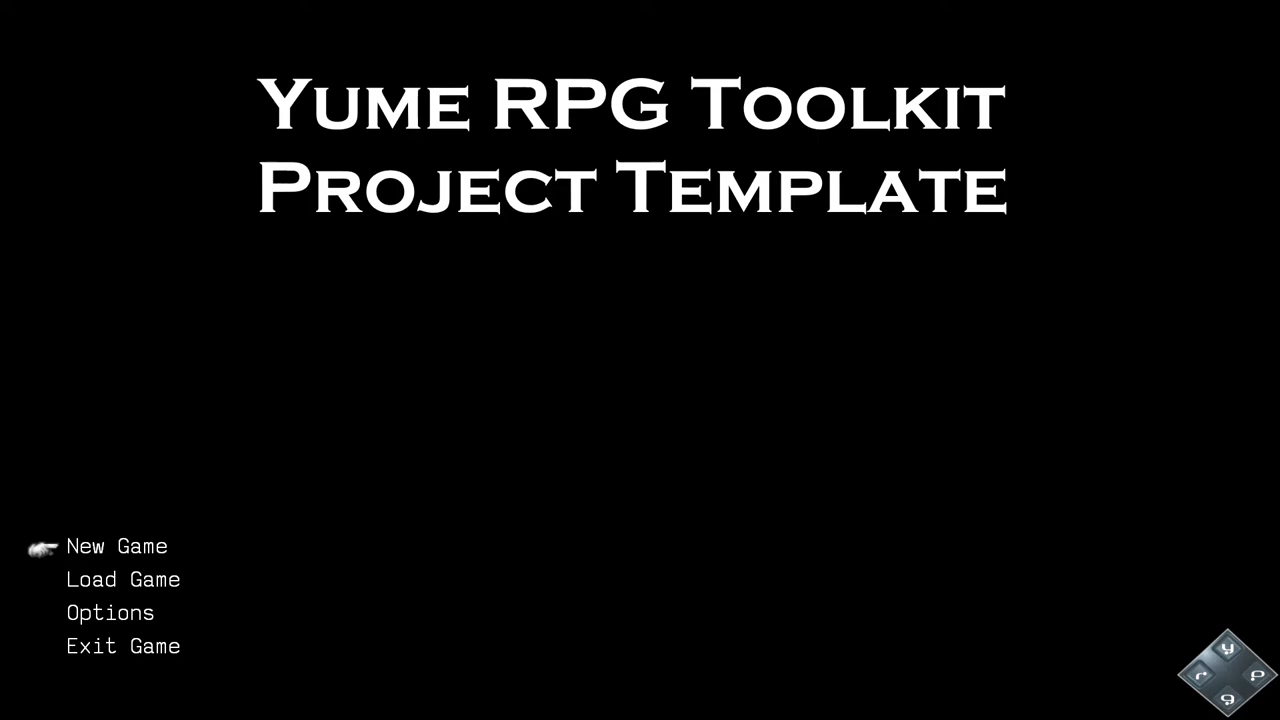 Yume RPG Toolkit
Project Template
New Game
Load Game
Options
Exit Game
y
r p
g